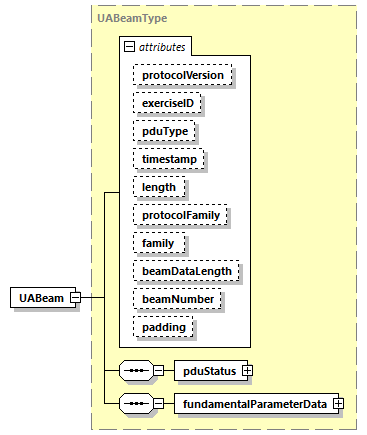 UABeamType
attributes
protocolVersion
exerciseID
pduType
timestamp
length
protocolFamily
family
beamDataLength
beamNumber
padding
UABeam
pduStatus
fundamentalParameterData